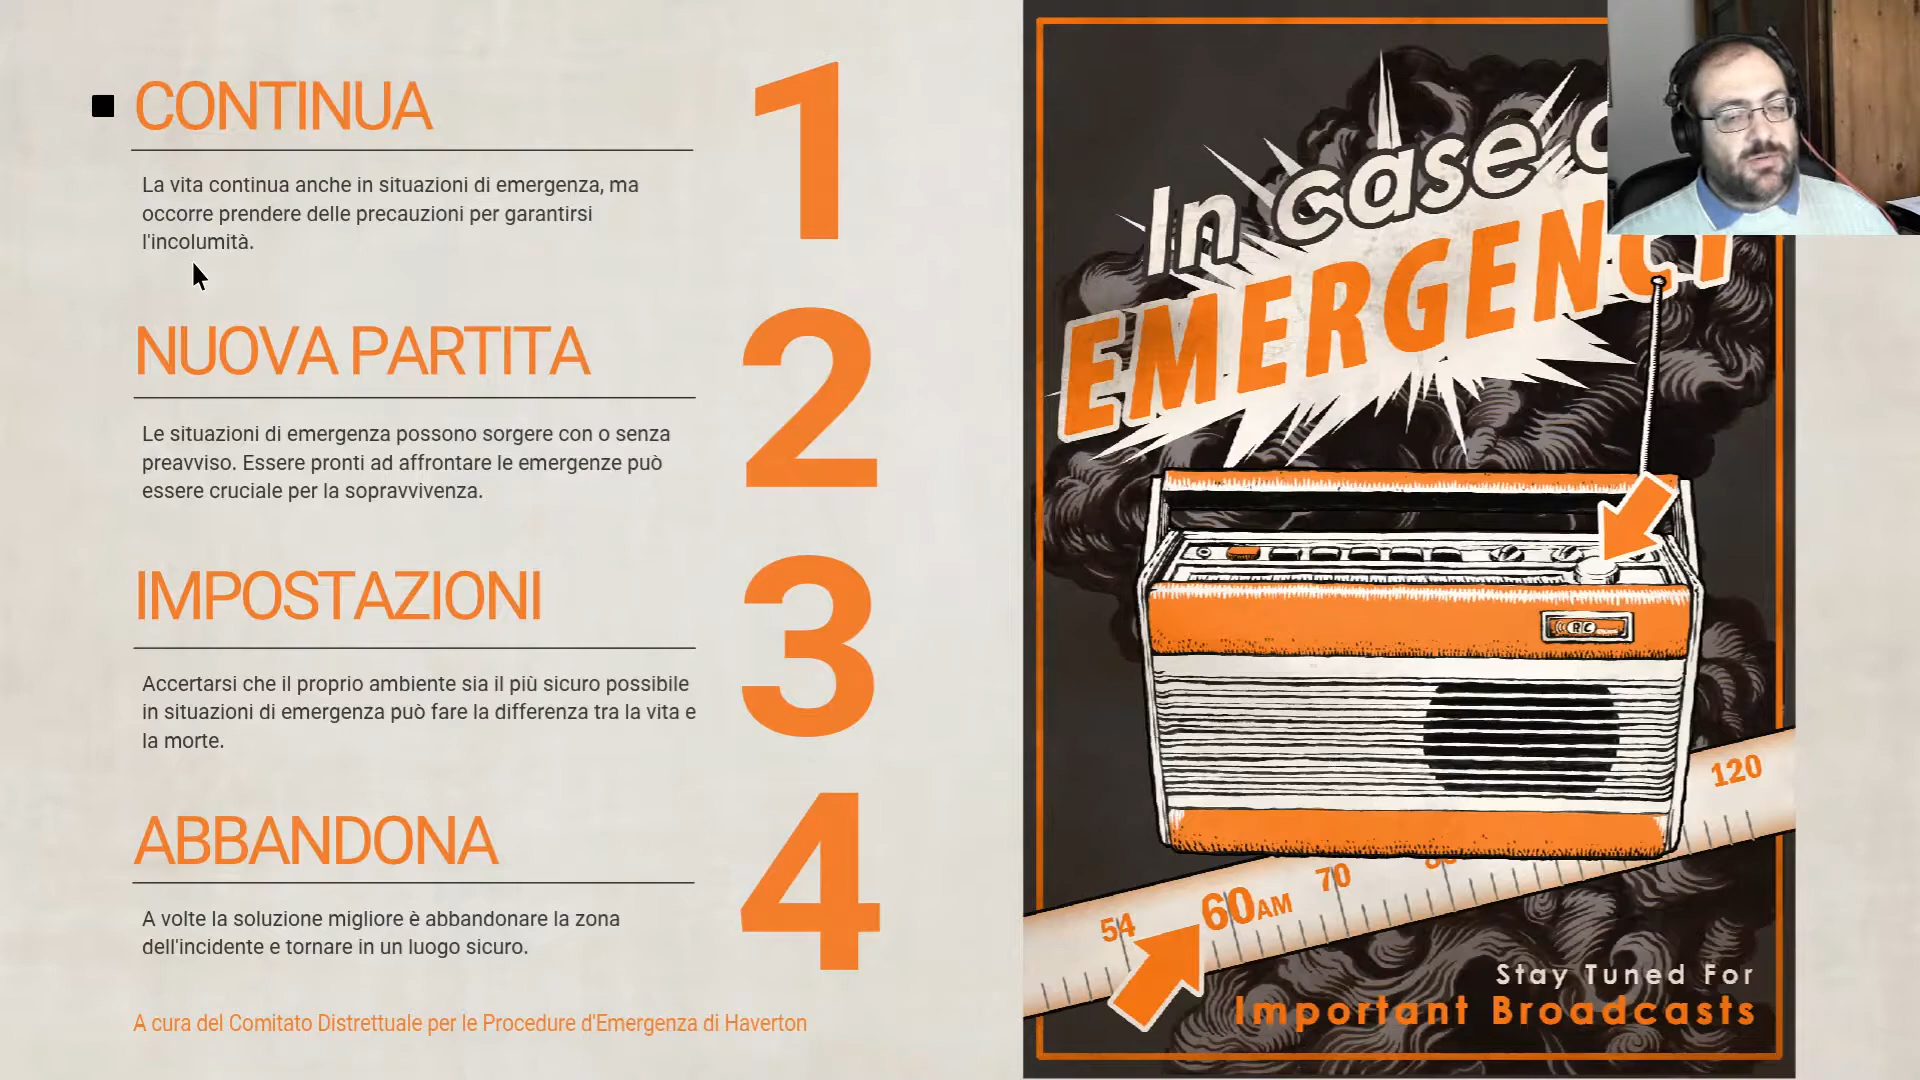 CONTINUA
La vita continua anche in situazioni di emergenza, ma
occorre prendere delle precauzioni per garantirsi
l'incolumità.
1
NUOVA PARTITA
Le situazioni di emergenza possono sorgere con o senza
preavviso. Essere pronti ad affrontare le emergenze può
essere cruciale per la sopravvivenza.
2
IMPOSTAZIONI
Accertarsi che il proprio ambiente sia il più sicuro possibile
in situazioni di emergenza può fare la differenza tra la vita e
la morte.
3
ABBANDONA
A volte la soluzione migliore è abbandonare la zona
dell'incidente e tornare in un luogo sicuro.
4
A cura del Comitato Distrettuale per le Procedure d'Emergenza di Haverton
In case
EMERGENCY
RC
54 60AM 70 120
Stay Tuned For
Important Broadcasts